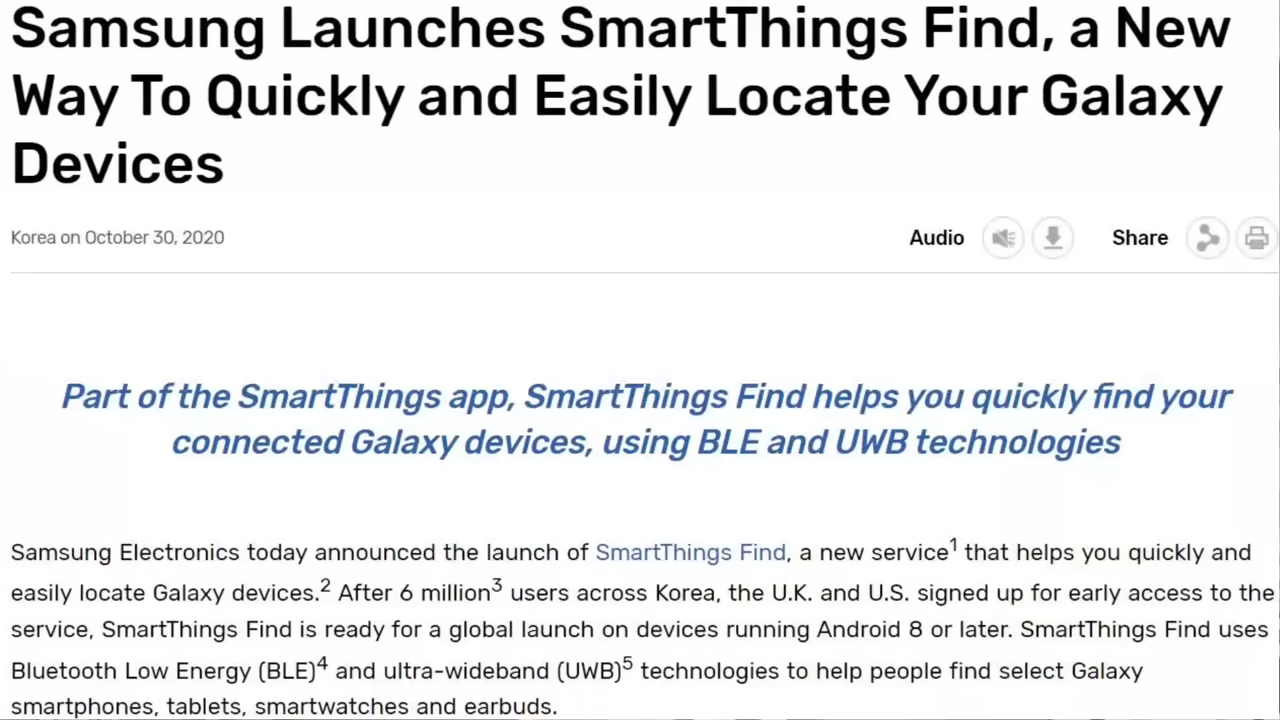 Samsung Launches SmartThings Find, a New
Way To Quickly and Easily Locate Your Galaxy
Devices
Korea on October 30, 2020
Audio
Share
Part of the SmartThings app, SmartThings Find helps you quickly find your
connected Galaxy devices, using BLE and UWB technologies
Samsung Electronics today announced the launch of SmartThings Find, a new service¹ that helps you quickly and
easily locate Galaxy devices.² After 6 million³ users across Korea, the U.K. and U.S. signed up for early access to the
service, SmartThings Find is ready for a global launch on devices running Android 8 or later. SmartThings Find uses
Bluetooth Low Energy (BLE)⁴ and ultra-wideband (UWB)⁵ technologies to help people find select Galaxy
smartphones, tablets, smartwatches and earbuds.